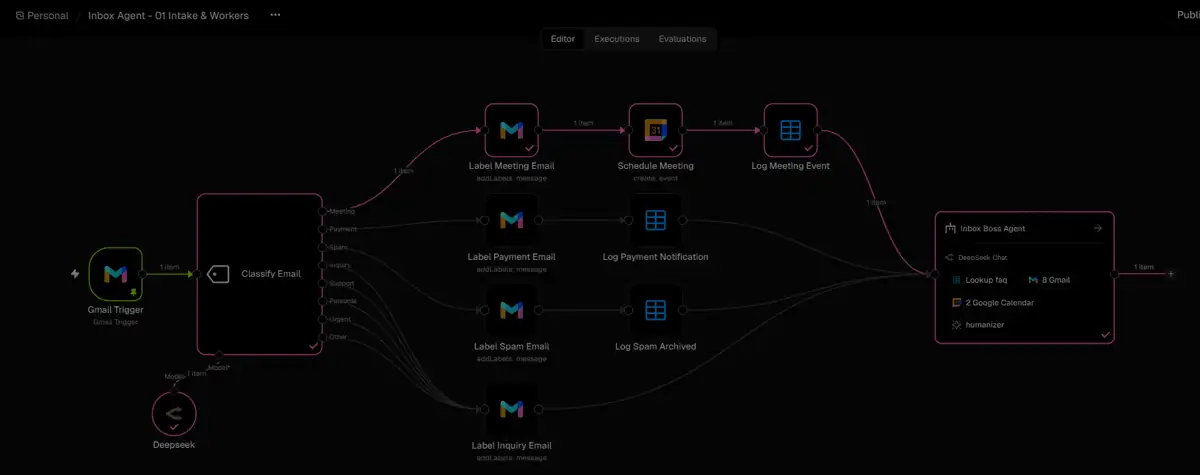 Personal / Inbox Agent - 01 Intake & Workers ...
Publi
Editor Executions Evaluations
1 item
1 item
Label Meeting Email
addLabels: message
Schedule Meeting
create: event
Log Meeting Event
1 item
1 item
Meeting
Payment
Spam
Inquiry
Support
Personal
Urgent
Other
Label Payment Email
addLabels: message
Log Payment Notification
Inbox Boss Agent
DeepSeek Chat
Lookup faq
8 Gmail
2 Google Calendar
humanizer
1 item
1 item
Classify Email
Gmail Trigger
Gmail Trigger
Label Spam Email
addLabels: message
Log Spam Archived
Model
1 item
Model*
Deepseek
Label Inquiry Email
addLabels: message
31